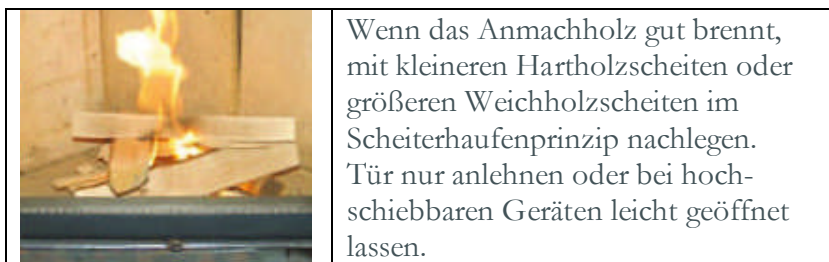 Wenn das Anmachholz gut brennt,
mit kleineren Hartholzscheiten oder
größeren Weichholzscheiten im
Scheiterhaufenprinzip nachlegen.
Tür nur anlehnen oder bei hoch-
schiebbaren Geräten leicht geöffnet
lassen.